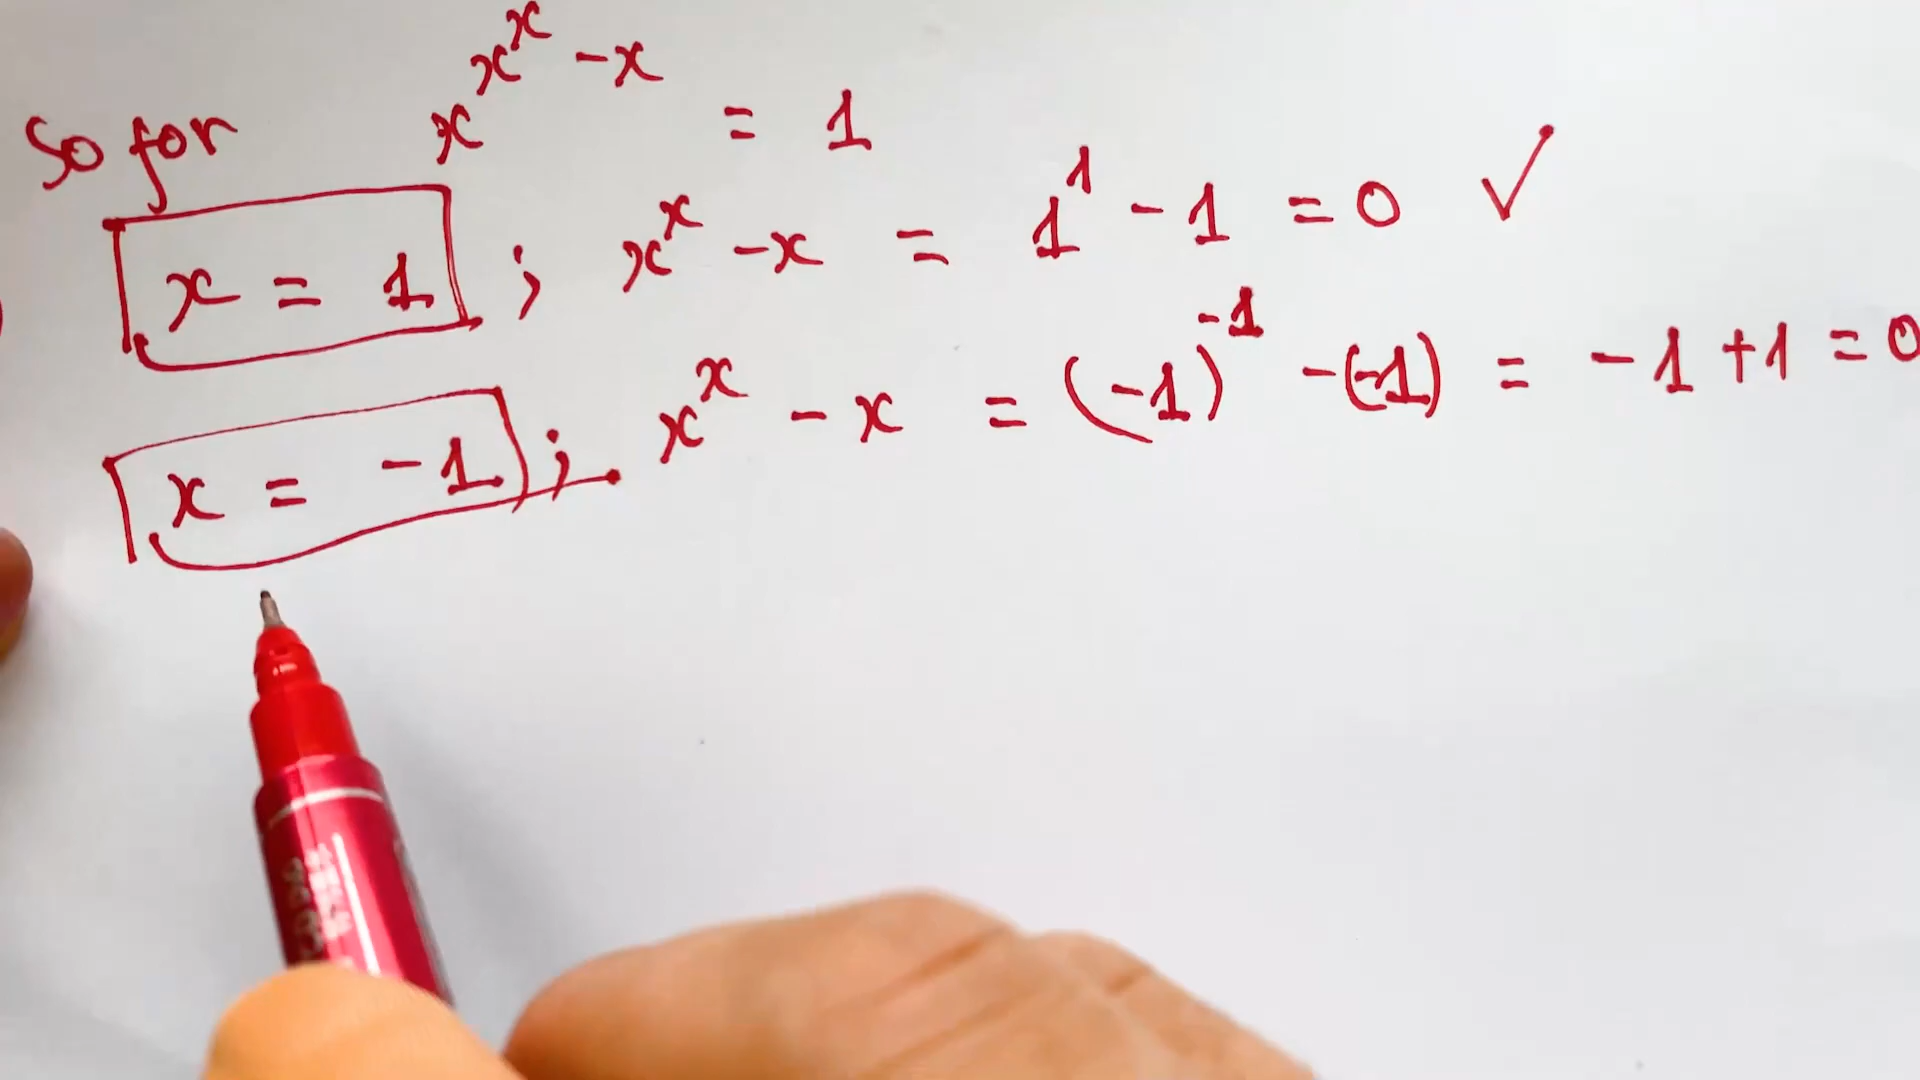 So for x^{x^x - x} = 1
x = 1 ; x^x - x = 1^1 - 1 = 0 ✓
x = -1 ; x^x - x = (-1)^{-1} - (-1) = -1 + 1 = 0